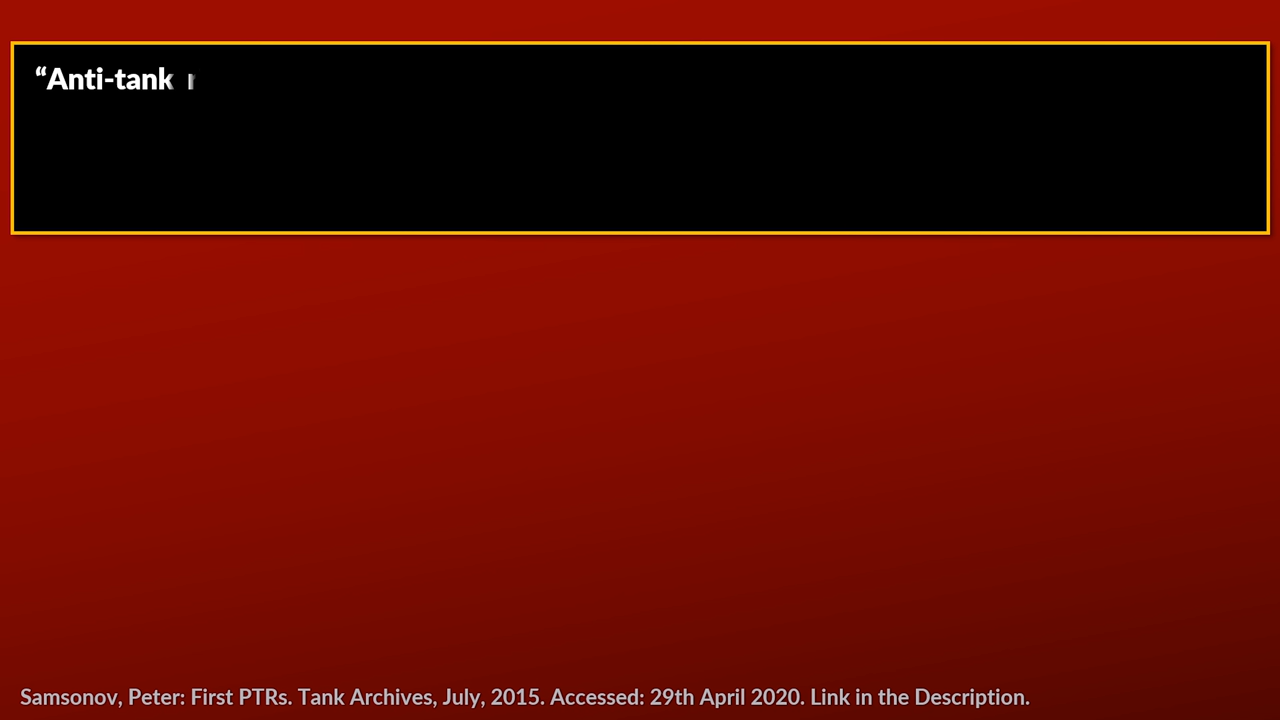 “Anti-tank
Samsonov, Peter: First PTRs. Tank Archives, July, 2015. Accessed: 29th April 2020. Link in the Description.